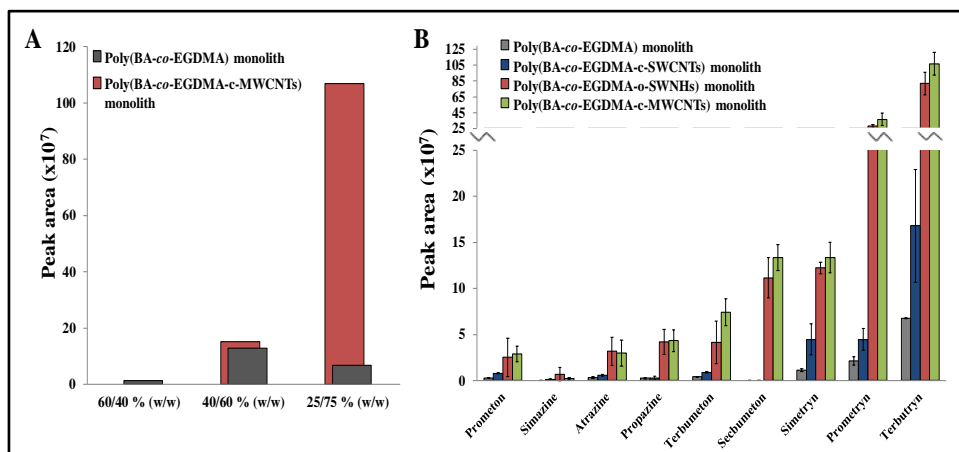 A
Peak area (x10⁷)
120
100
80
60
40
20
0
Poly(BA-co-EGDMA) monolith
Poly(BA-co-EGDMA-c-MWCNTs)
monolith
60/40 % (w/w)
40/60 % (w/w)
25/75 % (w/w)
B
Peak area (x10⁷)
125
105
85
65
45
25
25
20
15
10
5
0
Poly(BA-co-EGDMA) monolith
Poly(BA-co-EGDMA-c-SWCNTs) monolith
Poly(BA-co-EGDMA-o-SWNHs) monolith
Poly(BA-co-EGDMA-c-MWCNTs) monolith
Prometon
Simazine
Atrazine
Propazine
Terbumeton
Secbumeton
Simetryn
Prometryn
Terbutryn